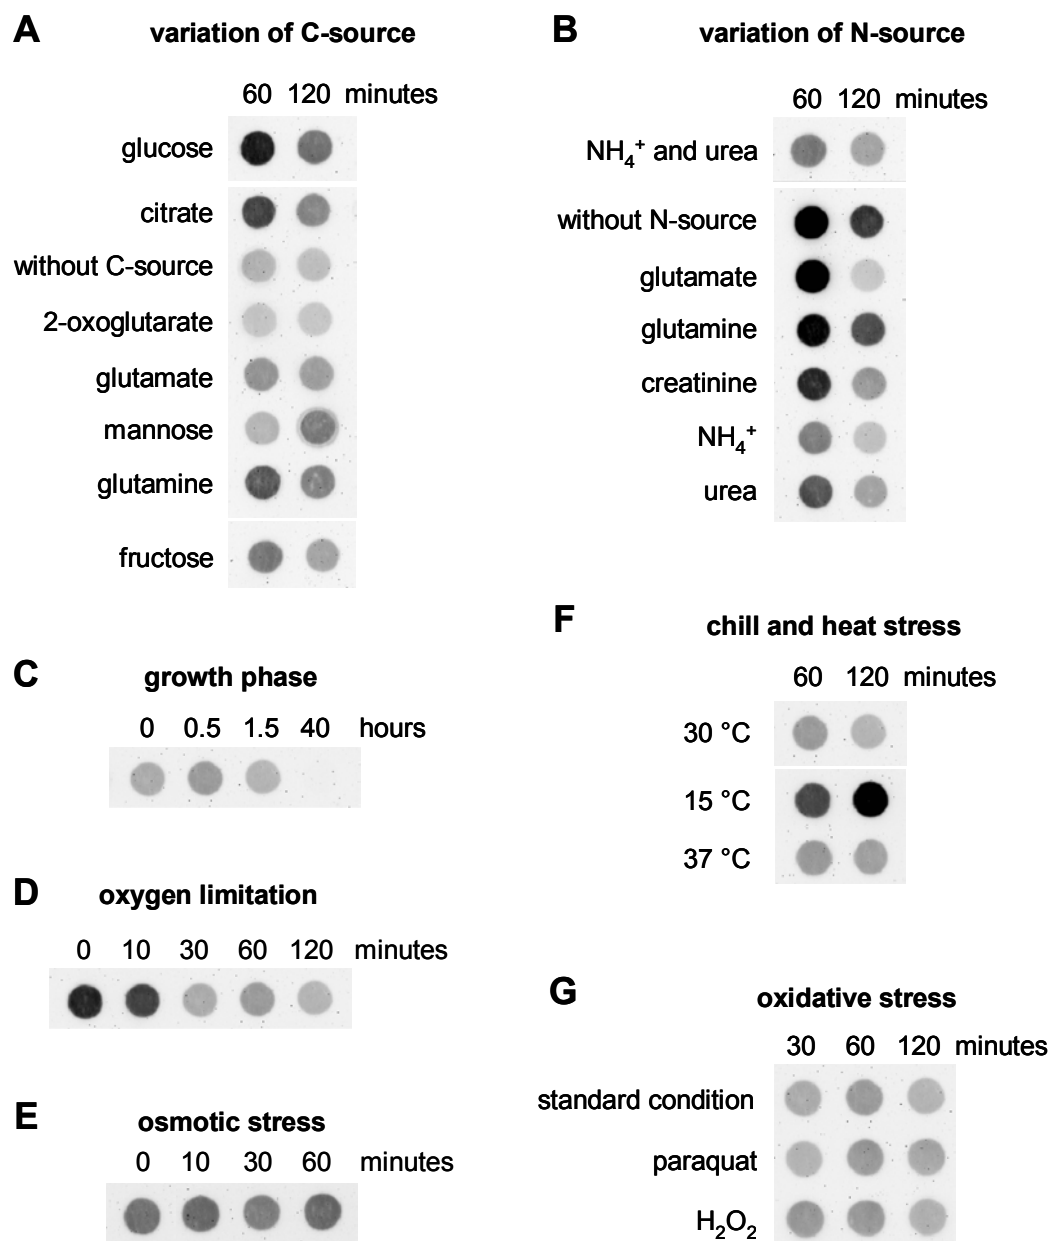 A variation of C-source
60 120 minutes
glucose
citrate
without C-source
2-oxoglutarate
glutamate
mannose
glutamine
fructose
B variation of N-source
60 120 minutes
NH₄⁺ and urea
without N-source
glutamate
glutamine
creatinine
NH₄⁺
urea
C growth phase
0 0.5 1.5 40 hours
D oxygen limitation
0 10 30 60 120 minutes
E osmotic stress
0 10 30 60 minutes
F chill and heat stress
60 120 minutes
30 °C
15 °C
37 °C
G oxidative stress
30 60 120 minutes
standard condition
paraquat
H₂O₂